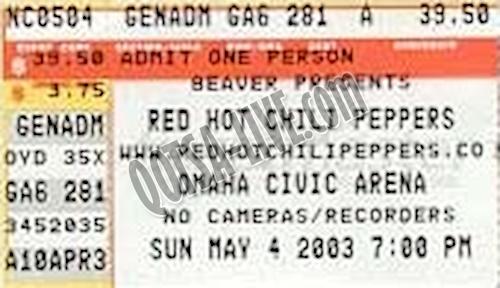 NC0504 GENADM GA6 281 A 39.50
$ 39.50 ADMIT ONE PERSON
$ 3.75 BEAVER PRESENTS
GENADM RED HOT CHILI PEPPERS
OVD 35X WWW.REDHOTCHILIPEPPERS.CO
GA6 281 OMAHA CIVIC ARENA
3452035 NO CAMERAS/RECORDERS
A10APR3 SUN MAY 4 2003 7:00 PM
QOTSA-LIVE.com